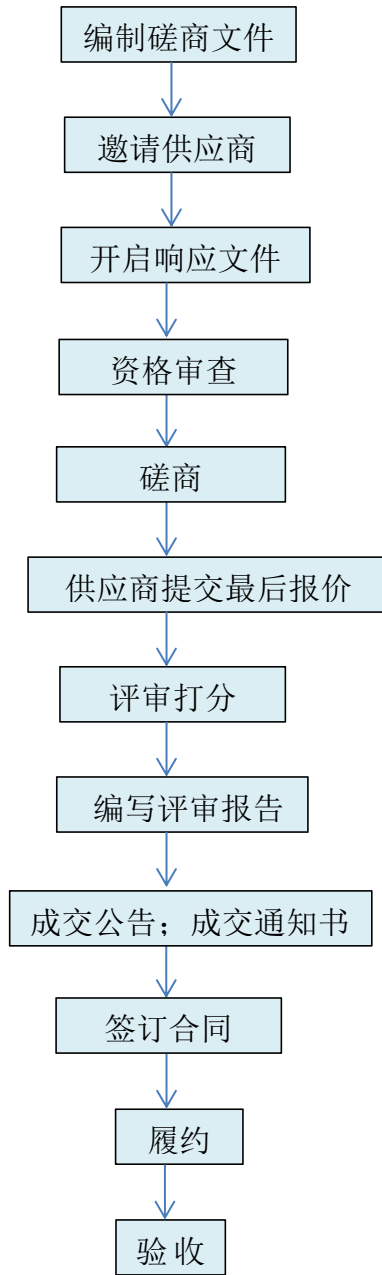 编制磋商文件
邀请供应商
开启响应文件
资格审查
磋商
供应商提交最后报价
评审打分
编写评审报告
成交公告；成交通知书
签订合同
履约
验收